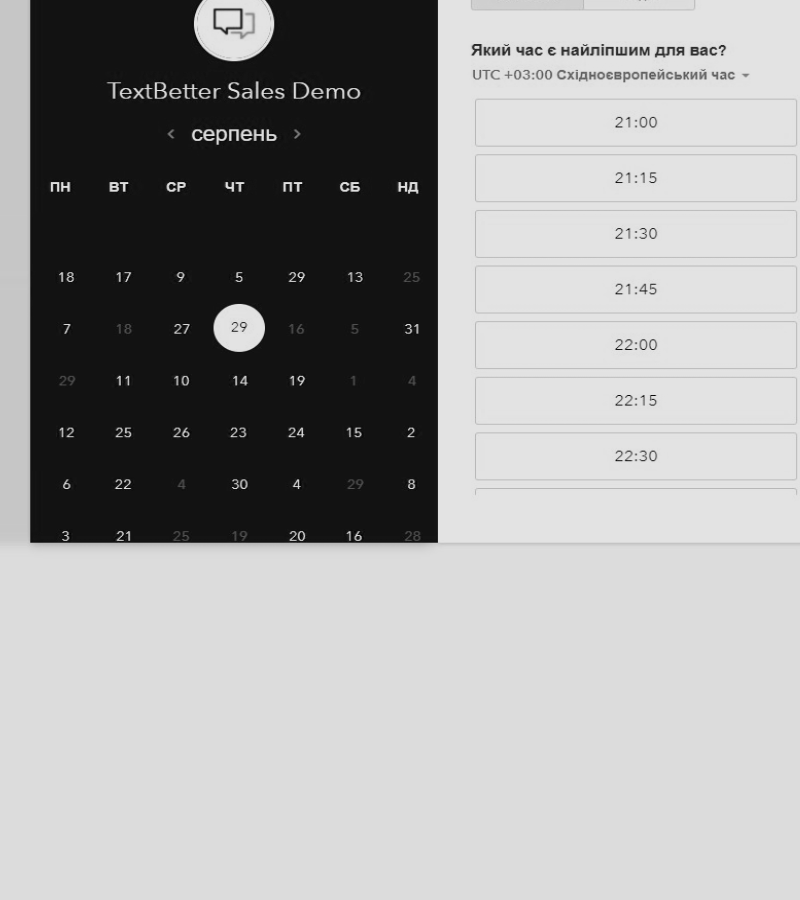 TextBetter Sales Demo
‹ серпень ›
ПН ВТ СР ЧТ ПТ СБ НД
18 17 9 5 29 13 25
7 18 27 29 16 5 31
29 11 10 14 19 1 4
12 25 26 23 24 15 2
6 22 4 30 4 29 8
3 21 25 19 20 16 28
Який час є найліпшим для вас?
UTC +03:00 Східноєвропейський час
21:00
21:15
21:30
21:45
22:00
22:15
22:30